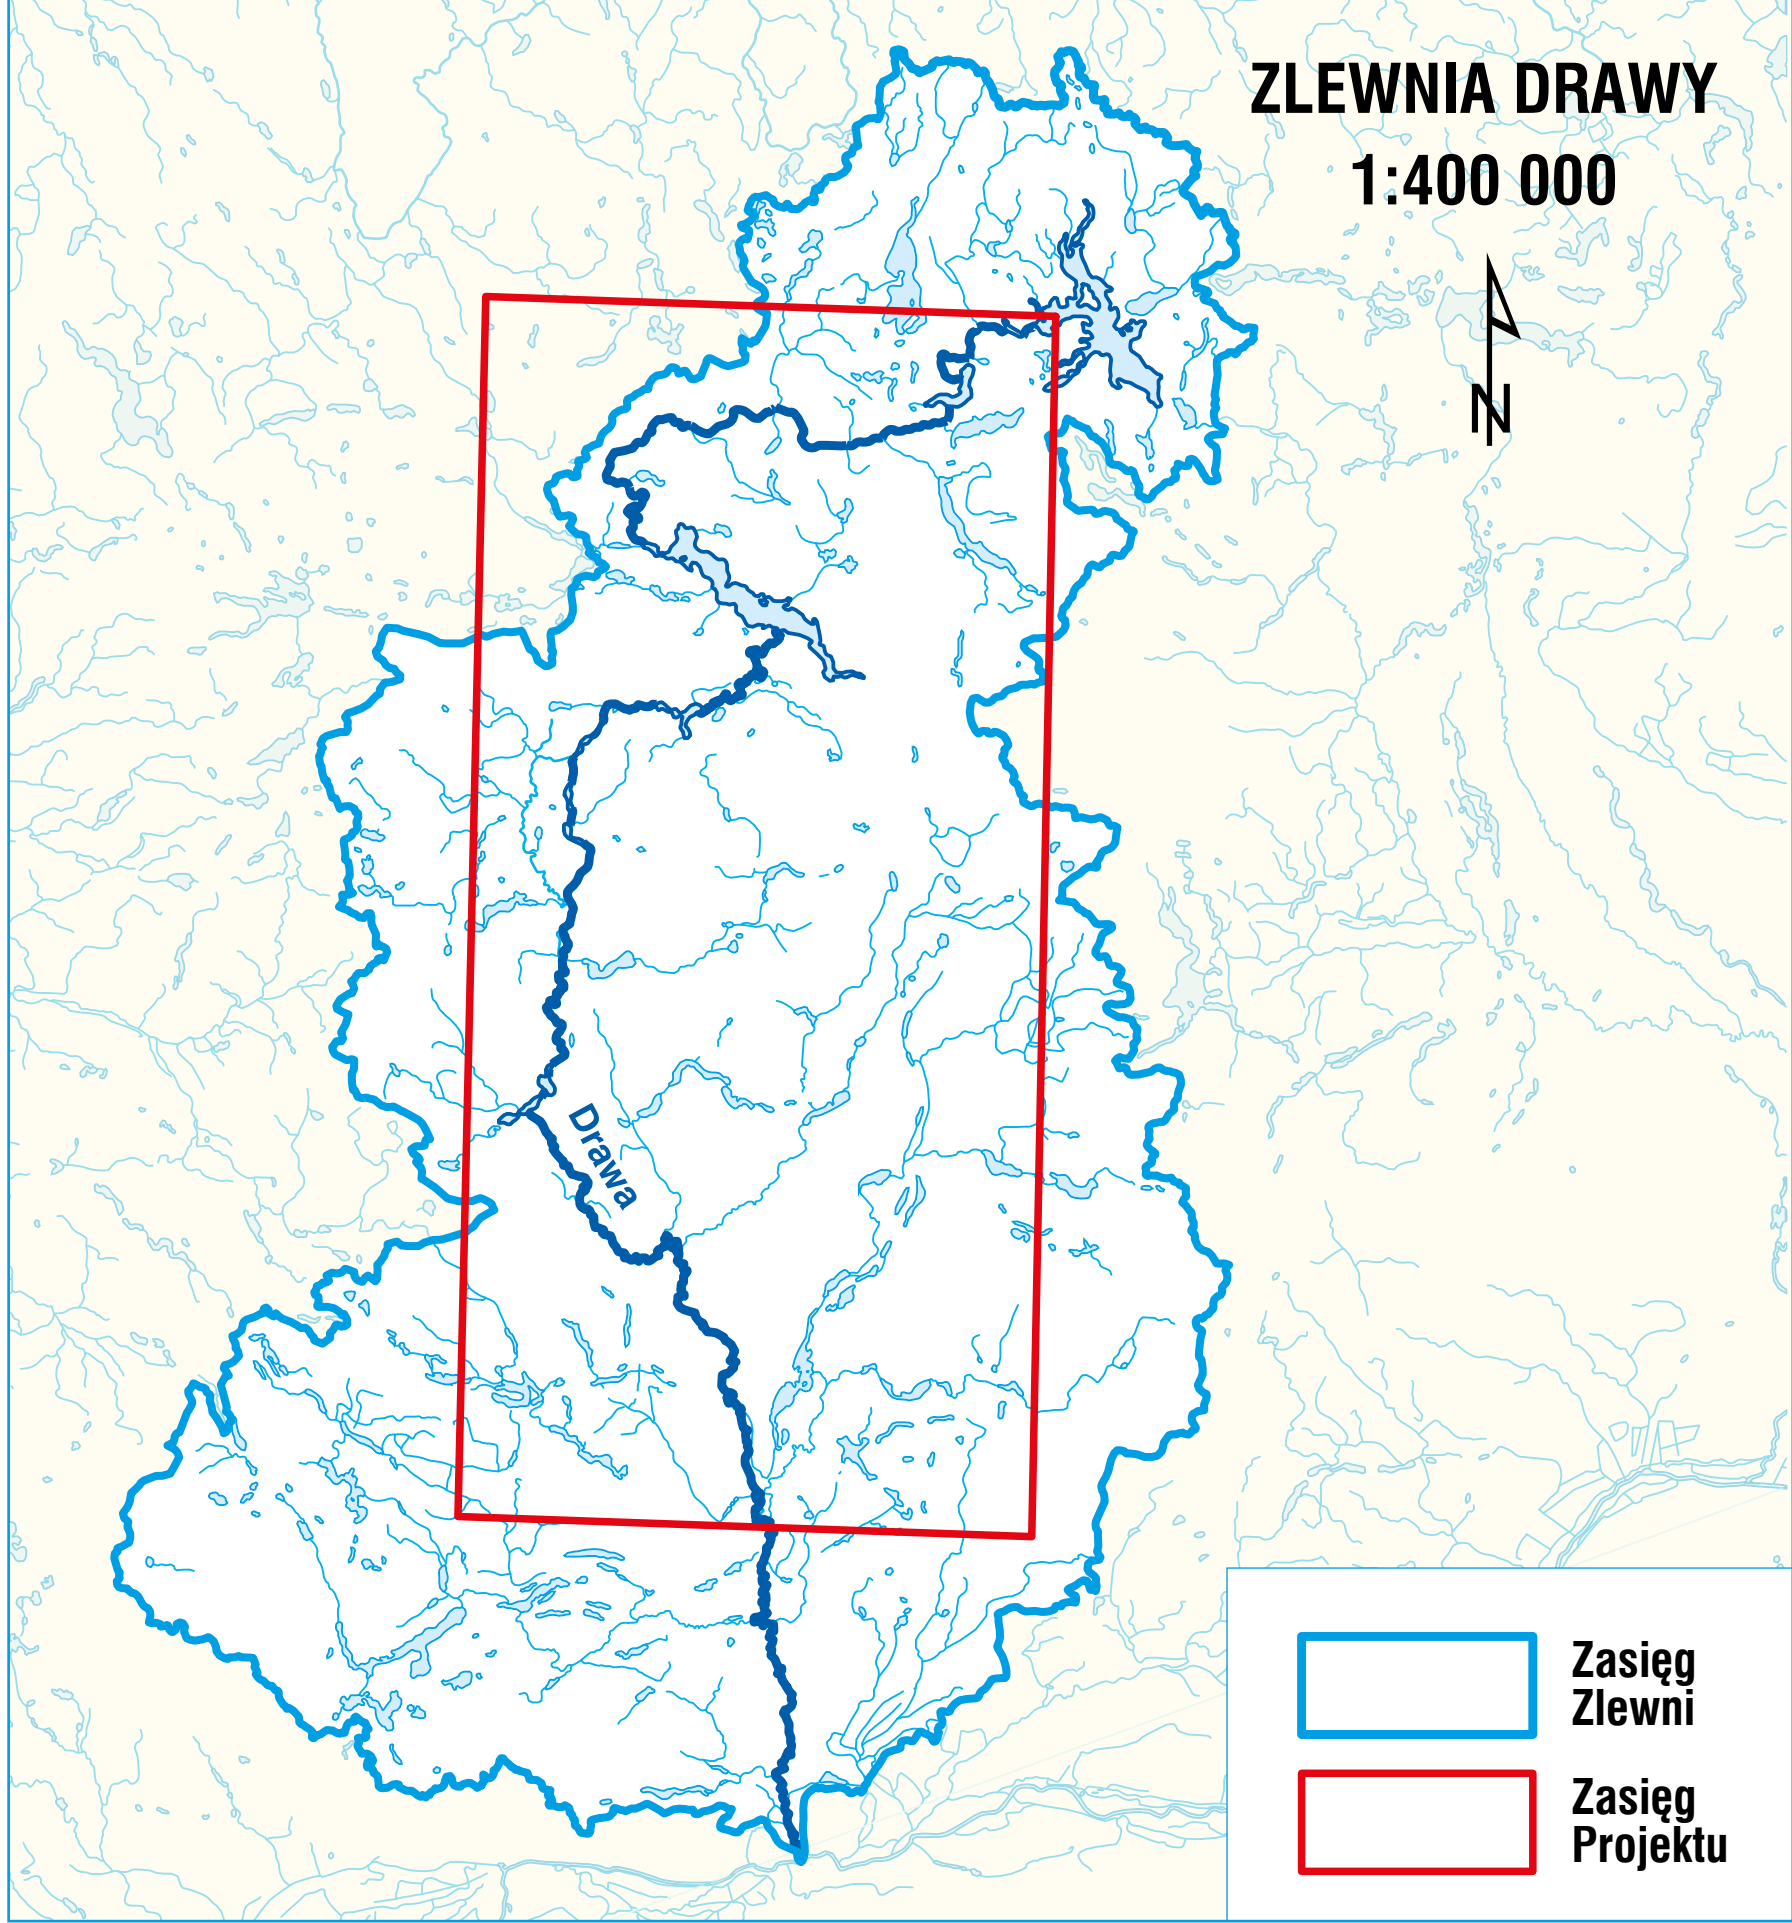 ZLEWNIA DRAWY
1:400 000
N
Drawa
Zasięg
Zlewni
Zasięg
Projektu